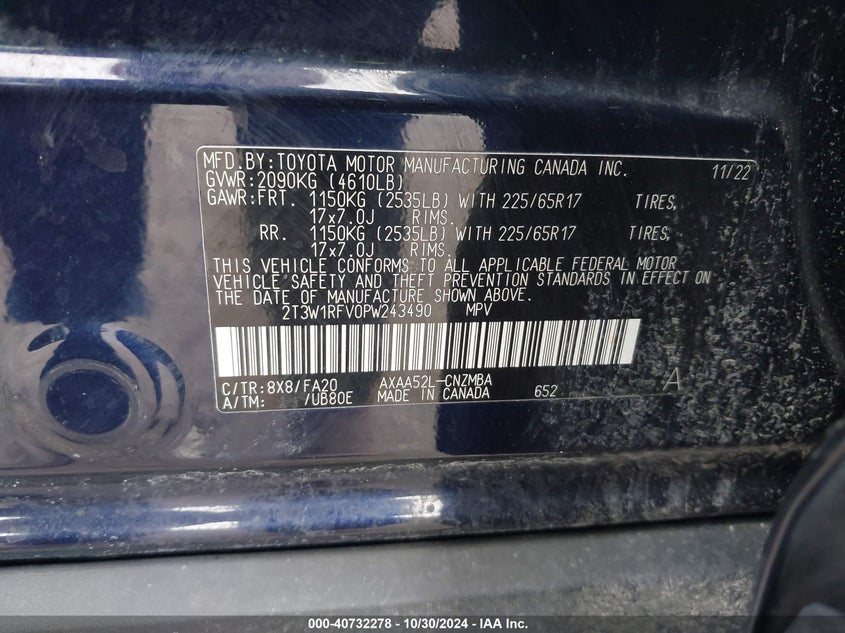 MFD.BY:TOYOTA MOTOR MANUFACTURING CANADA INC. 11/22
GVWR:2090KG (4610LB)
GAWR:FRT. 1150KG (2535LB) WITH 225/65R17 TIRES,
17x7.0J RIMS.
RR. 1150KG (2535LB) WITH 225/65R17 TIRES,
17x7.0J RIMS.
THIS VEHICLE CONFORMS TO ALL APPLICABLE FEDERAL MOTOR
VEHICLE SAFETY AND THEFT PREVENTION STANDARDS IN EFFECT ON
THE DATE OF MANUFACTURE SHOWN ABOVE.
2T3W1RFV0PW243490 MPV
C/TR:8X8/FA20 AXAA52L-CNZMBA A
A/TM: /UB80E MADE IN CANADA 652
000-40732278 - 10/30/2024 - IAA Inc.